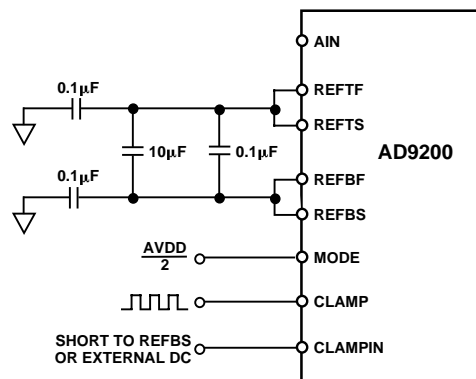 AIN
0.1µF
REFTF
REFTS
AD9200
10µF
0.1µF
0.1µF
REFBF
REFBS
AVDD
2
MODE
CLAMP
SHORT TO REFBS
OR EXTERNAL DC
CLAMPIN